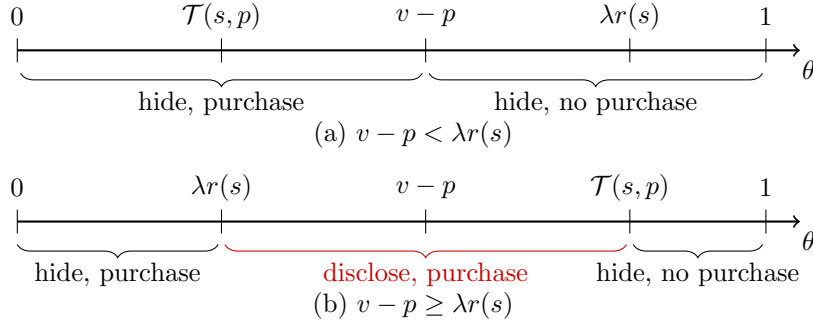 0 𝒯(s, p) v − p λr(s) 1
θ
hide, purchase hide, no purchase
(a) v − p < λr(s)
0 λr(s) v − p 𝒯(s, p) 1
θ
hide, purchase disclose, purchase hide, no purchase
(b) v − p ≥ λr(s)